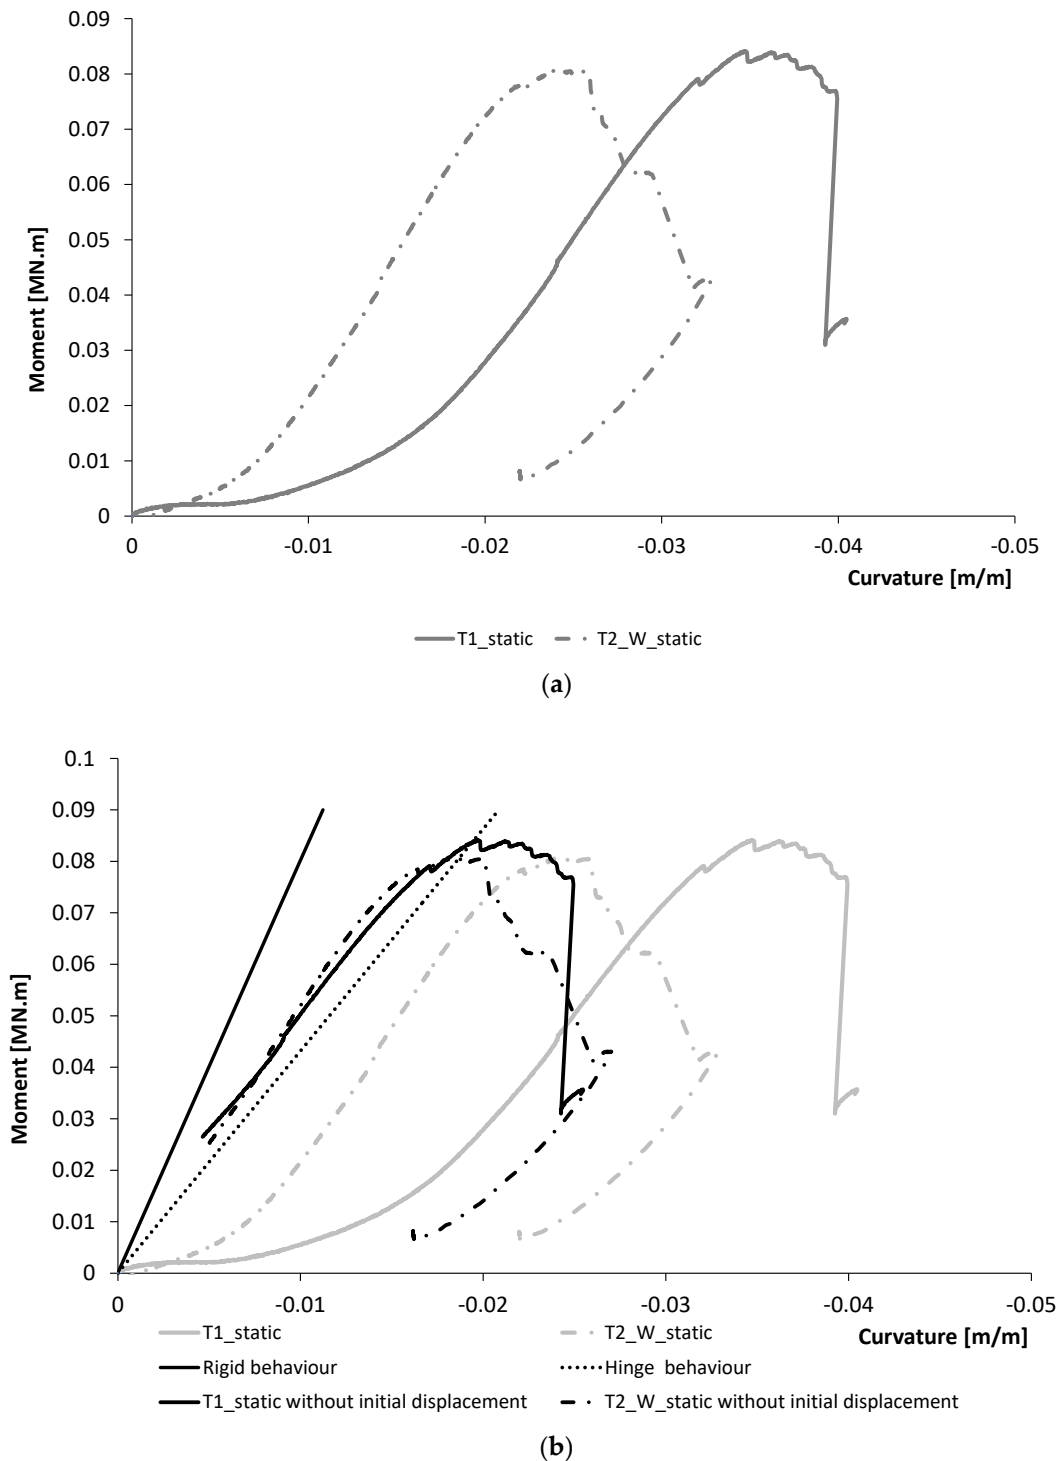 0.09
0.08
0.07
0.06
0.05
0.04
0.03
0.02
0.01
0
Moment [MN.m]
0 -0.01 -0.02 -0.03 -0.04 -0.05
Curvature [m/m]
T1_static T2_W_static
(a)
0.1
0.09
0.08
0.07
0.06
0.05
0.04
0.03
0.02
0.01
0
Moment [MN.m]
0 -0.01 -0.02 -0.03 -0.04 -0.05
Curvature [m/m]
T1_static T2_W_static
Rigid behaviour Hinge behaviour
T1_static without initial displacement T2_W_static without initial displacement
(b)